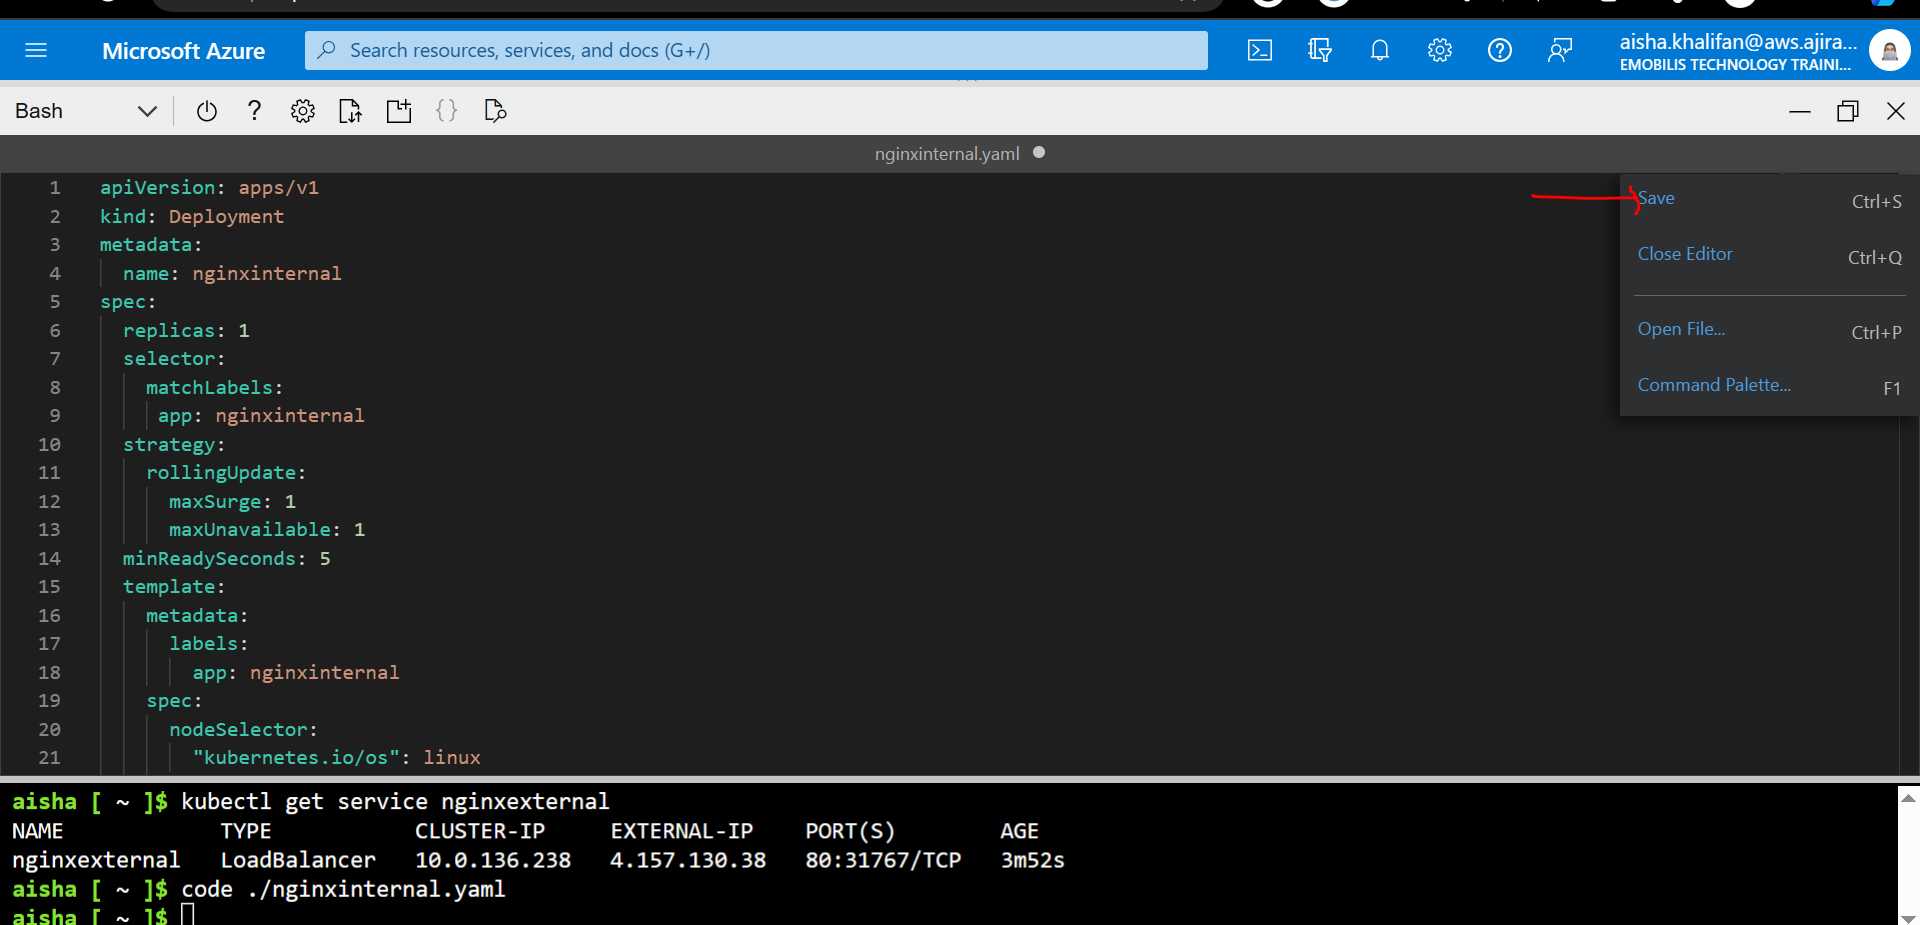 Microsoft Azure
Search resources, services, and docs (G+/)
aisha.khalifan@aws.ajira...
EMOBILIS TECHNOLOGY TRAINI...
Bash
nginxinternal.yaml
1 apiVersion: apps/v1
2 kind: Deployment
3 metadata:
4 name: nginxinternal
5 spec:
6 replicas: 1
7 selector:
8 matchLabels:
9 app: nginxinternal
10 strategy:
11 rollingUpdate:
12 maxSurge: 1
13 maxUnavailable: 1
14 minReadySeconds: 5
15 template:
16 metadata:
17 labels:
18 app: nginxinternal
19 spec:
20 nodeSelector:
21 "kubernetes.io/os": linux
Save Ctrl+S
Close Editor Ctrl+Q
Open File... Ctrl+P
Command Palette... F1
aisha [ ~ ]$ kubectl get service nginxexternal
NAME TYPE CLUSTER-IP EXTERNAL-IP PORT(S) AGE
nginxexternal LoadBalancer 10.0.136.238 4.157.130.38 80:31767/TCP 3m52s
aisha [ ~ ]$ code ./nginxinternal.yaml
aisha [ ~ ]$